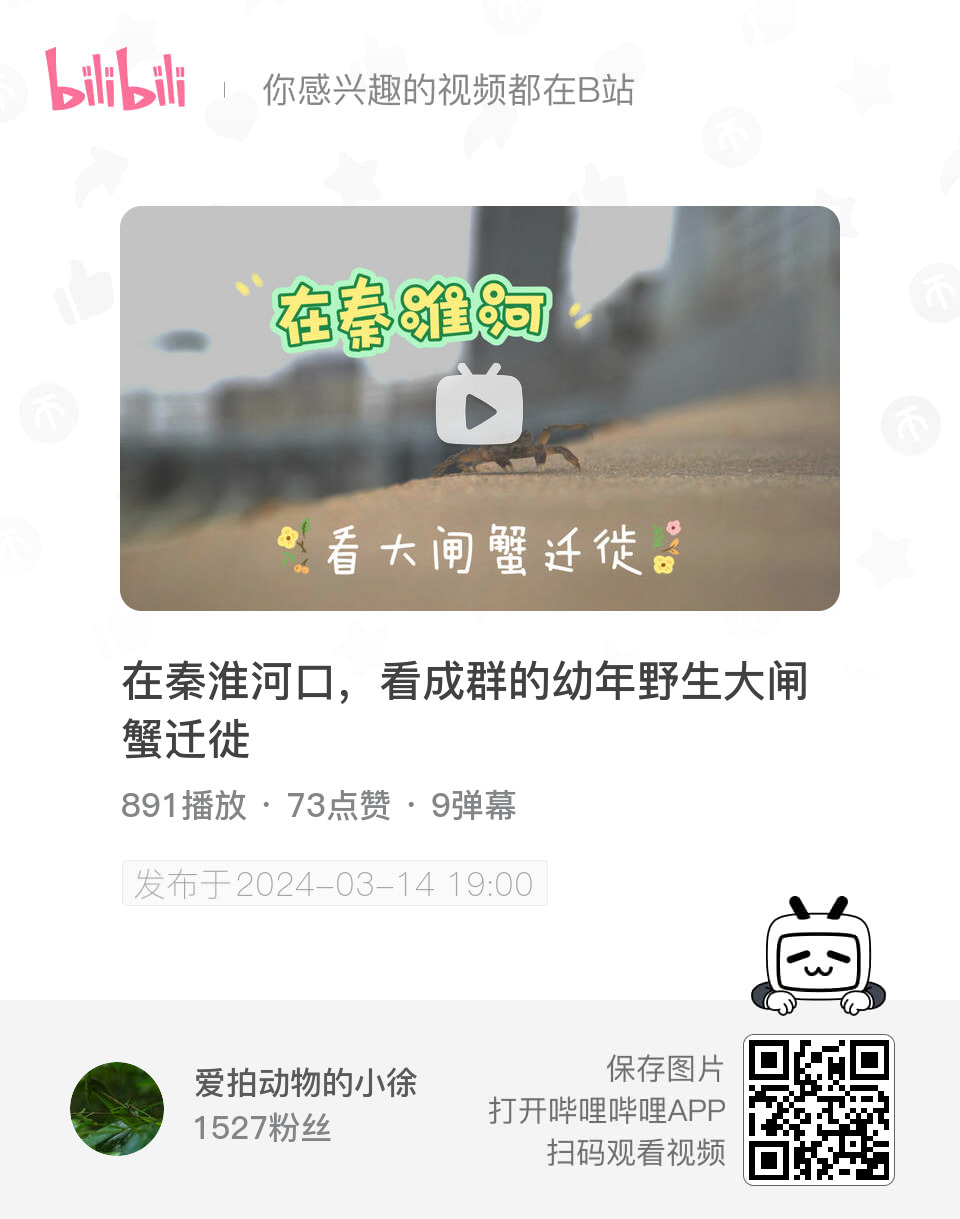 bilibili
你感兴趣的视频都在B站
在秦淮河
看大闸蟹迁徙
在秦淮河口，看成群的幼年野生大闸
蟹迁徙
891播放 · 73点赞 · 9弹幕
发布于2024-03-14 19:00
爱拍动物的小徐
1527粉丝
保存图片
打开哔哩哔哩APP
扫码观看视频